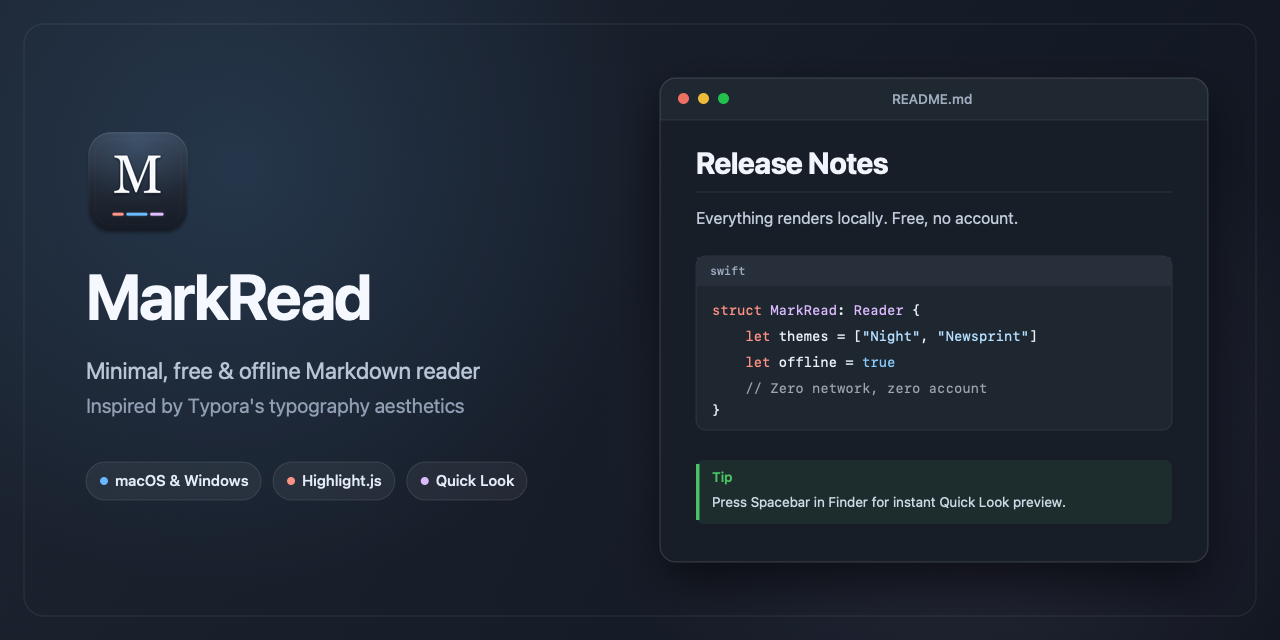 M
MarkRead
Minimal, free & offline Markdown reader
Inspired by Typora's typography aesthetics
macOS & Windows
Highlight.js
Quick Look
README.md
Release Notes
Everything renders locally. Free, no account.
swift
struct MarkRead: Reader {
    let themes = ["Night", "Newsprint"]
    let offline = true
    // Zero network, zero account
}
Tip
Press Spacebar in Finder for instant Quick Look preview.